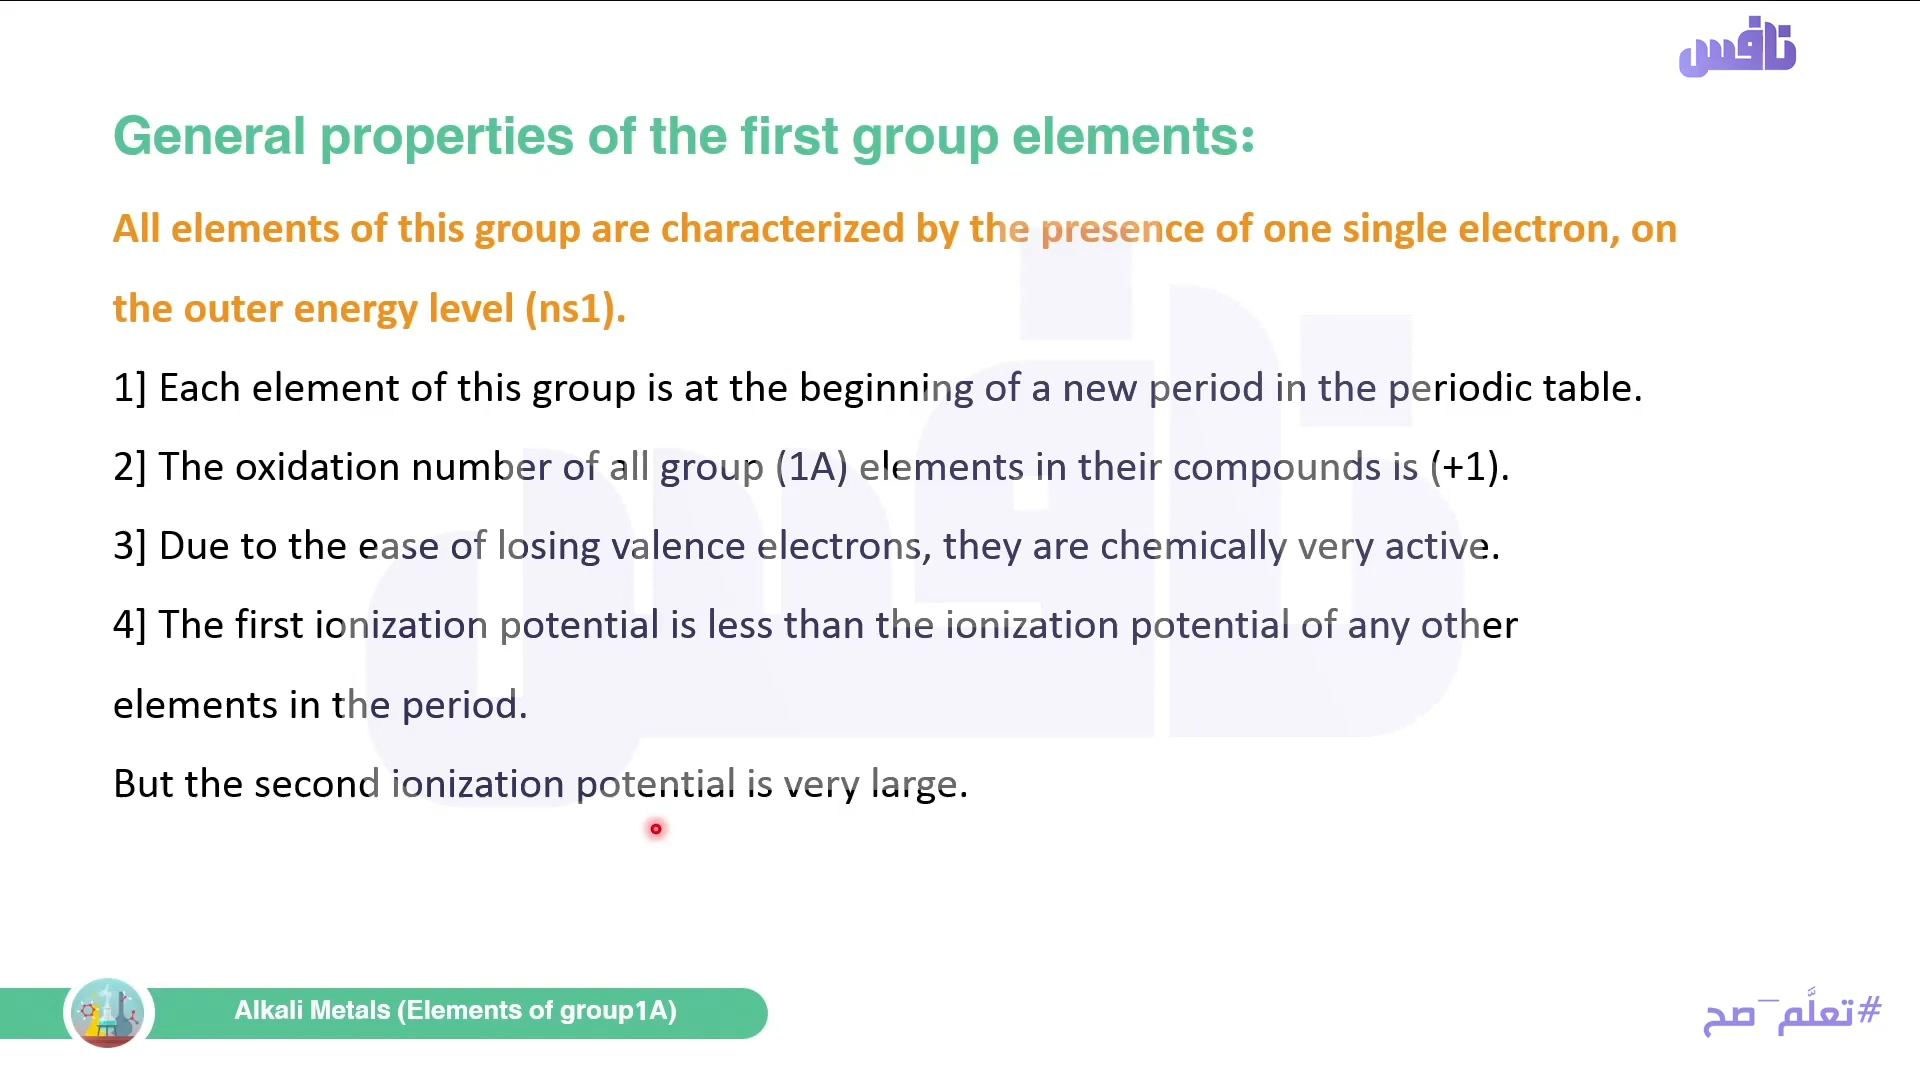 نافس
General properties of the first group elements:
All elements of this group are characterized by the presence of one single electron, on
the outer energy level (ns1).
1] Each element of this group is at the beginning of a new period in the periodic table.
2] The oxidation number of all group (1A) elements in their compounds is (+1).
3] Due to the ease of losing valence electrons, they are chemically very active.
4] The first ionization potential is less than the ionization potential of any other
elements in the period.
But the second ionization potential is very large.
Alkali Metals (Elements of group1A)
#تعلَّم_صح